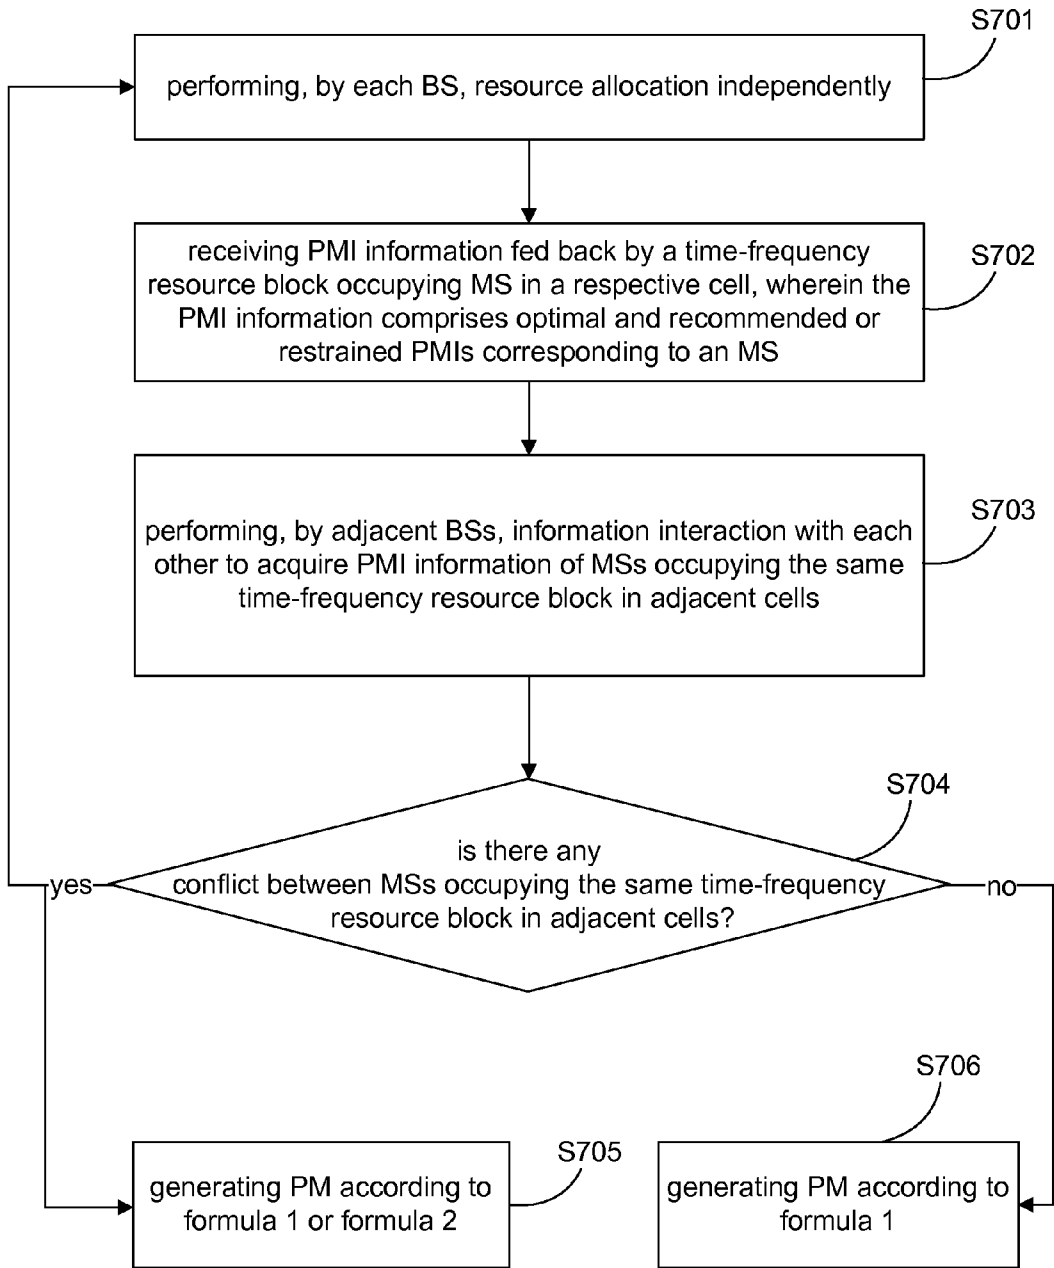 S701
performing, by each BS, resource allocation independently
receiving PMI information fed back by a time-frequency
resource block occupying MS in a respective cell, wherein the
PMI information comprises optimal and recommended or
restrained PMIs corresponding to an MS
S702
performing, by adjacent BSs, information interaction with each
other to acquire PMI information of MSs occupying the same
time-frequency resource block in adjacent cells
S703
S704
is there any
conflict between MSs occupying the same time-frequency
resource block in adjacent cells?
yes
no
S705
generating PM according to
formula 1 or formula 2
S706
generating PM according to
formula 1